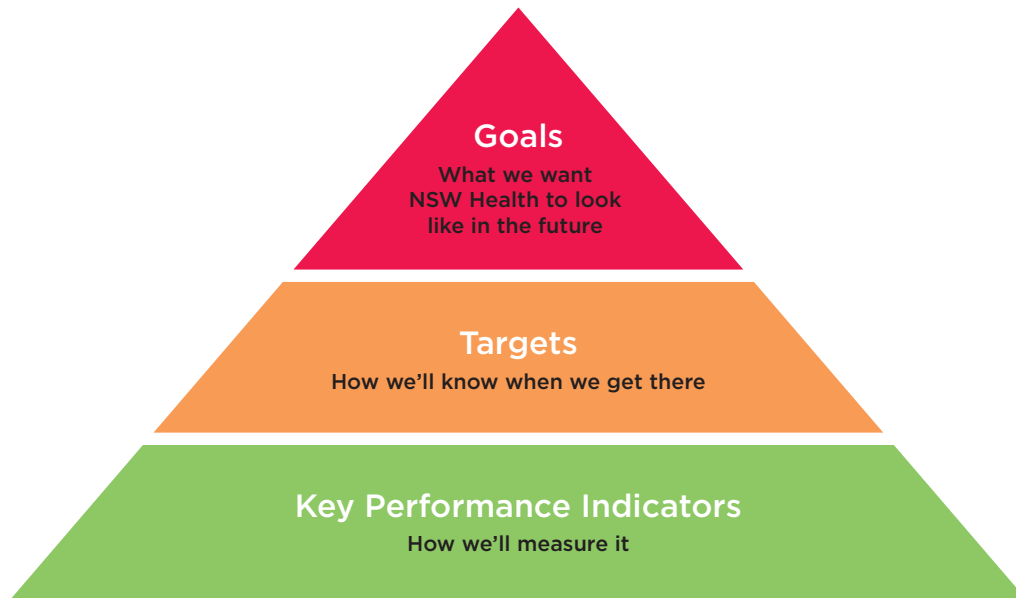 Goals
What we want
NSW Health to look
like in the future
Targets
How we’ll know when we get there
Key Performance Indicators
How we’ll measure it